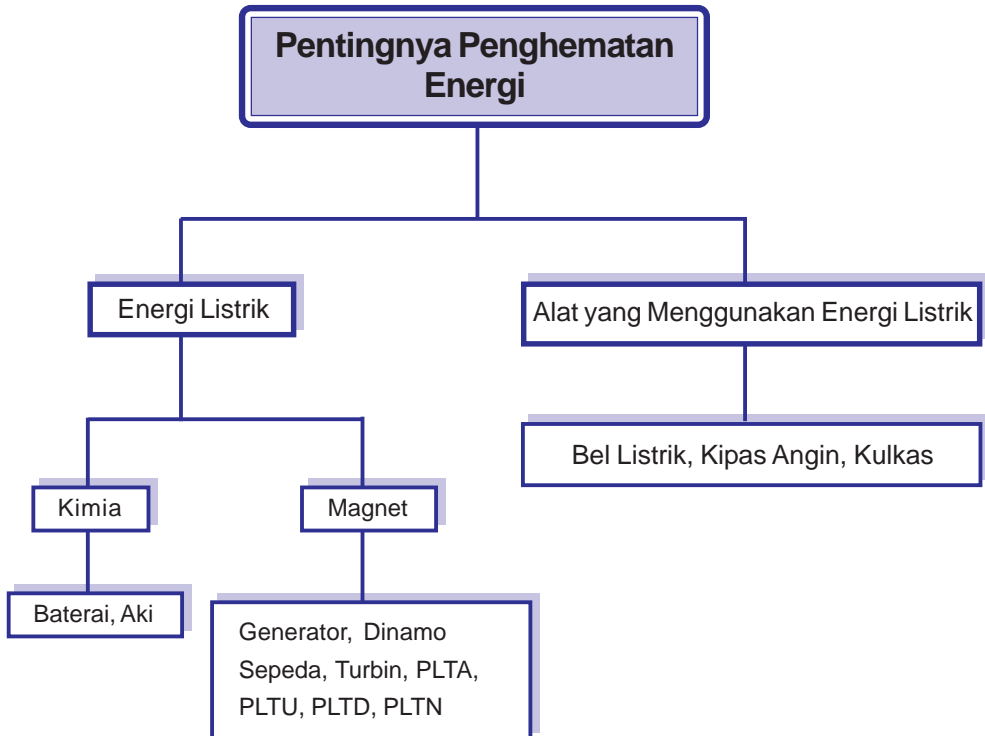 Pentingnya Penghematan
Energi
Energi Listrik
Alat yang Menggunakan Energi Listrik
Bel Listrik, Kipas Angin, Kulkas
Kimia
Magnet
Baterai, Aki
Generator, Dinamo
Sepeda, Turbin, PLTA,
PLTU, PLTD, PLTN